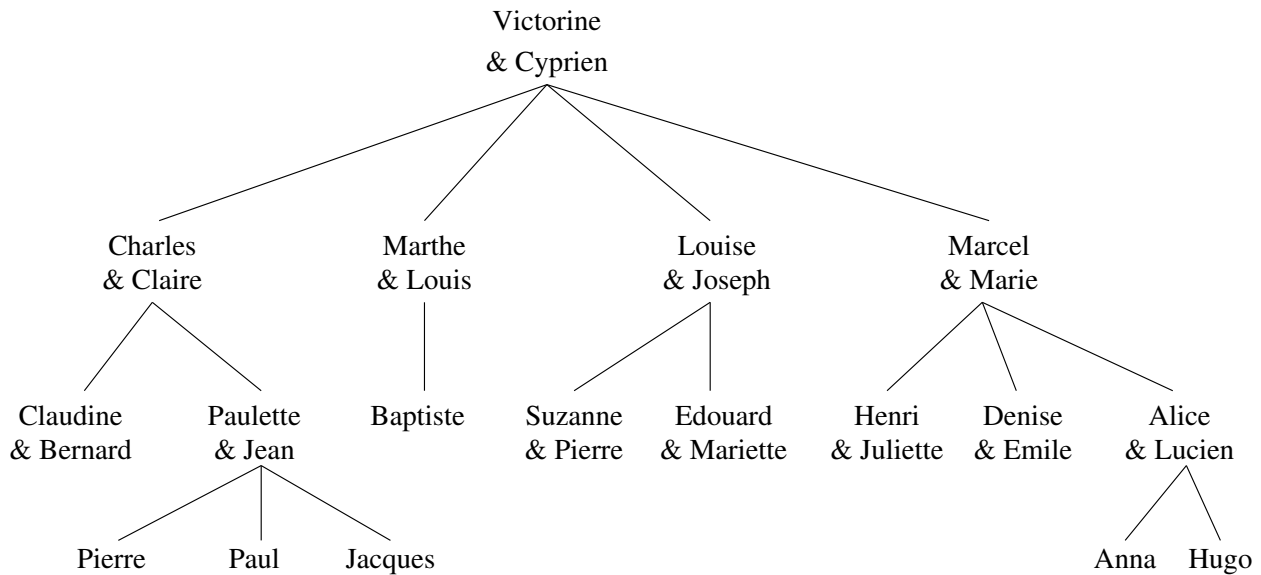 Victorine
& Cyprien
Charles Marthe Louise Marcel
& Claire & Louis & Joseph & Marie
Claudine Paulette Baptiste Suzanne Edouard Henri Denise Alice
& Bernard & Jean & Pierre & Mariette & Juliette & Emile & Lucien
Pierre Paul Jacques Anna Hugo